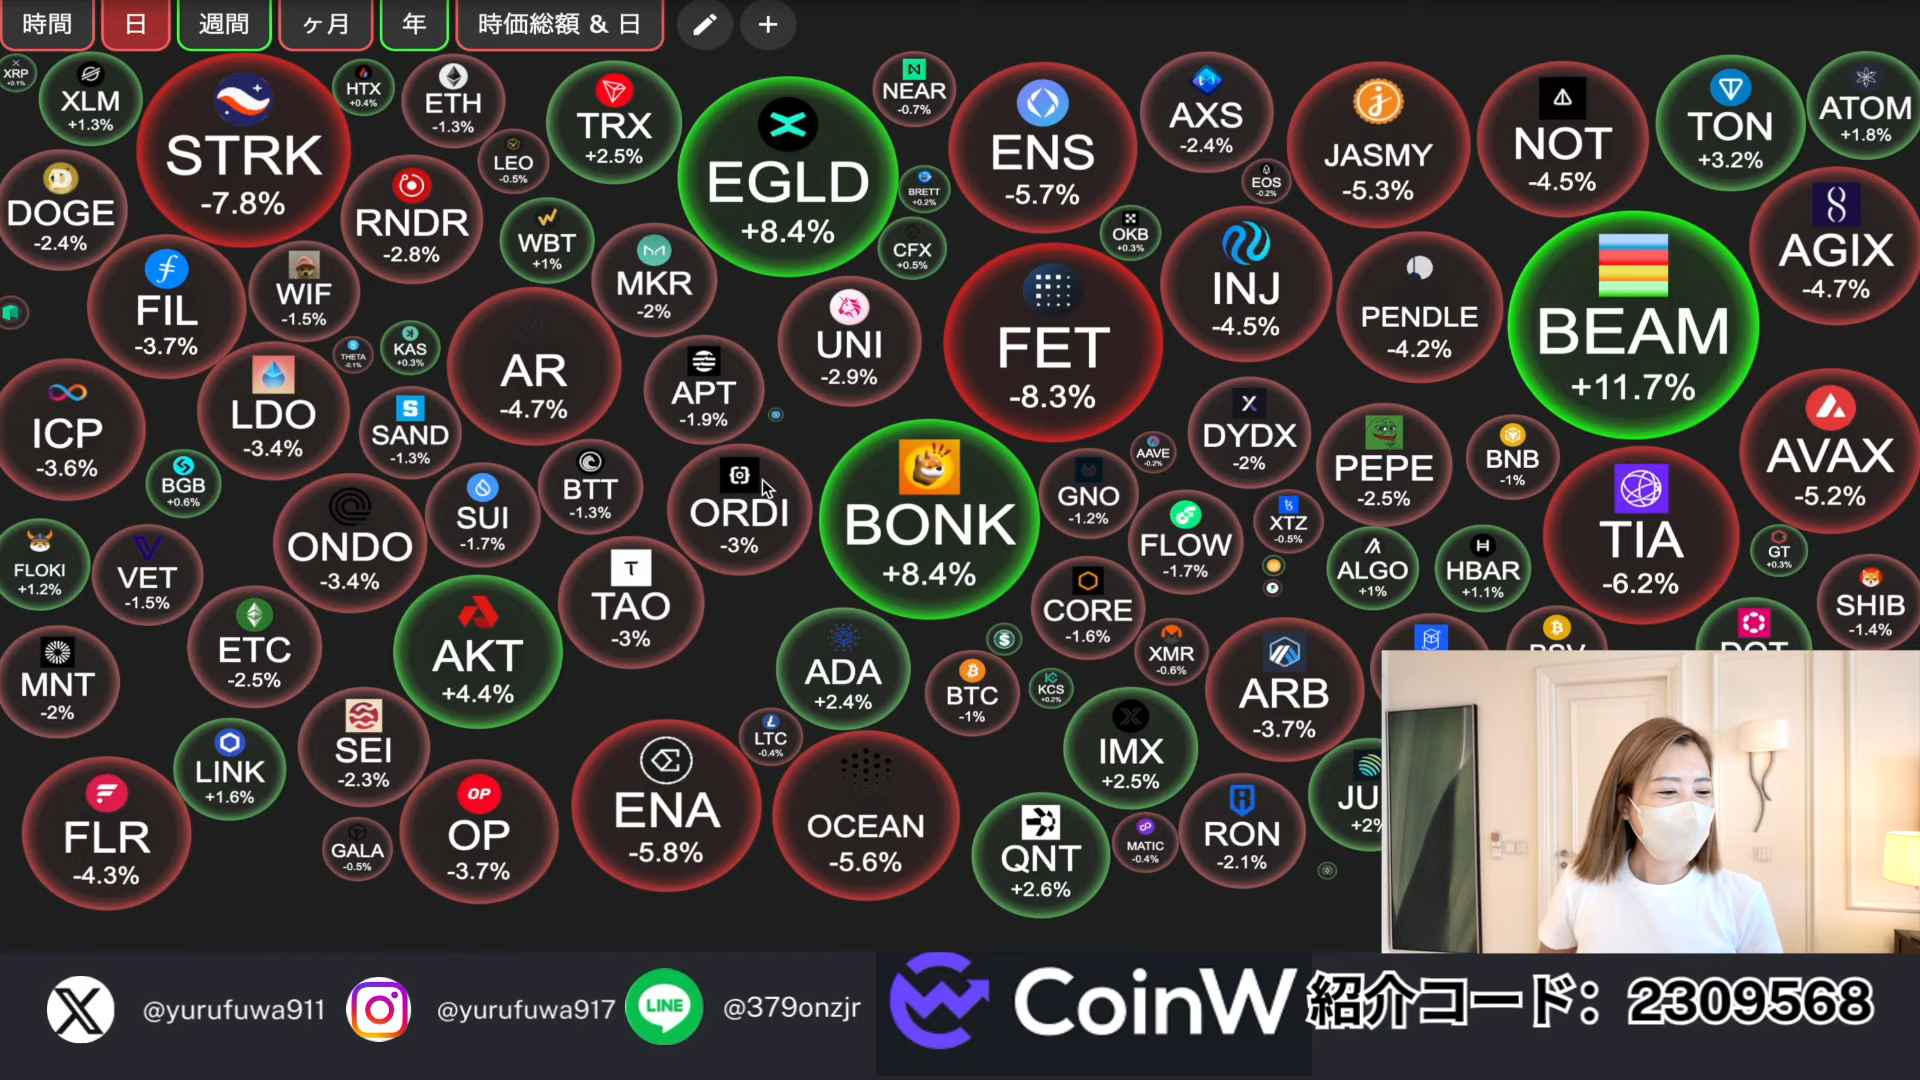 時間 日 週間 ヶ月 年 時価総額 & 日
XRP +0.1%
XLM +1.3%
STRK -7.8%
HTX +0.4%
ETH -1.3%
LEO -0.5%
TRX +2.5%
EGLD +8.4%
NEAR -0.7%
BRETT +0.2%
ENS -5.7%
AXS -2.4%
EOS -0.2%
JASMY -5.3%
NOT -4.5%
TON +3.2%
ATOM +1.8%
DOGE -2.4%
RNDR -2.8%
WBT +1%
MKR -2%
CFX +0.5%
OKB +0.3%
INJ -4.5%
PENDLE -4.2%
BEAM +11.7%
AGIX -4.7%
FIL -3.7%
WIF -1.5%
THETA -0.1%
KAS +0.3%
AR -4.7%
APT -1.9%
UNI -2.9%
FET -8.3%
ICP -3.6%
LDO -3.4%
SAND -1.3%
DYDX -2%
PEPE -2.5%
BNB -1%
AVAX -5.2%
BGB +0.6%
SUI -1.7%
BTT -1.3%
ORDI -3%
BONK +8.4%
AAVE -0.2%
GNO -1.2%
FLOW -1.7%
XTZ -0.5%
ALGO +1%
HBAR +1.1%
TIA -6.2%
GT +0.3%
SHIB -1.4%
FLOKI +1.2%
VET -1.5%
ONDO -3.4%
TAO -3%
CORE -1.6%
XMR -0.6%
ETC -2.5%
AKT +4.4%
ADA +2.4%
BTC -1%
KCS +0.2%
ARB -3.7%
MNT -2%
LINK +1.6%
SEI -2.3%
ENA -5.8%
LTC -0.4%
OCEAN -5.6%
IMX +2.5%
FLR -4.3%
GALA -0.5%
OP -3.7%
QNT +2.6%
MATIC -0.4%
RON -2.1%
JU
+2%
@yurufuwa911 @yurufuwa917 LINE @379onzjr CoinW 紹介コード：2309568